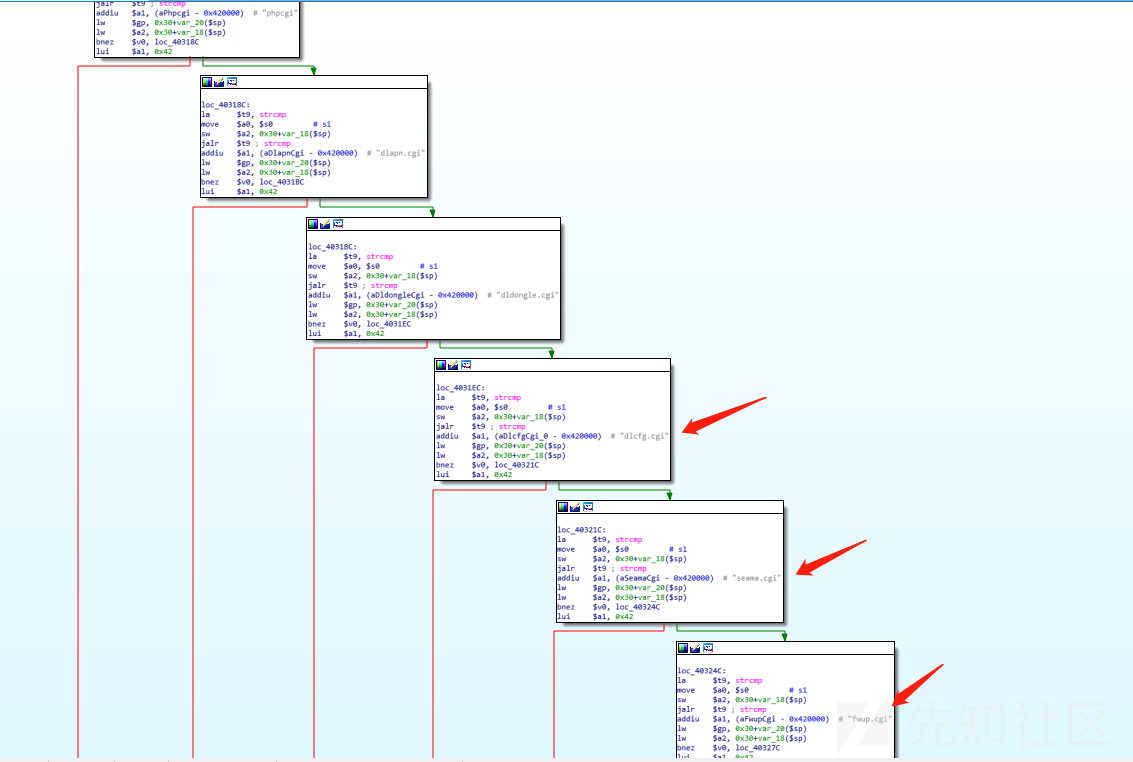 jalr    $t9 ; strcmp
addiu   $a1, (aPhpcgi - 0x420000)  # "phpcgi"
lw      $gp, 0x30+var_20($sp)
lw      $a2, 0x30+var_18($sp)
bnez    $v0, loc_40318C
lui     $a1, 0x42
loc_40318C:
la      $t9, strcmp
move    $a0, $s0        # s1
sw      $a2, 0x30+var_18($sp)
jalr    $t9 ; strcmp
addiu   $a1, (aDlapnCgi - 0x420000)  # "dlapn.cgi"
lw      $gp, 0x30+var_20($sp)
lw      $a2, 0x30+var_18($sp)
bnez    $v0, loc_4031BC
lui     $a1, 0x42
loc_4031BC:
la      $t9, strcmp
move    $a0, $s0        # s1
sw      $a2, 0x30+var_18($sp)
jalr    $t9 ; strcmp
addiu   $a1, (aDldongleCgi - 0x420000)  # "dldongle.cgi"
lw      $gp, 0x30+var_20($sp)
lw      $a2, 0x30+var_18($sp)
bnez    $v0, loc_4031EC
lui     $a1, 0x42
loc_4031EC:
la      $t9, strcmp
move    $a0, $s0        # s1
sw      $a2, 0x30+var_18($sp)
jalr    $t9 ; strcmp
addiu   $a1, (aDlcfgCgi_0 - 0x420000)  # "dlcfg.cgi"
lw      $gp, 0x30+var_20($sp)
lw      $a2, 0x30+var_18($sp)
bnez    $v0, loc_40321C
lui     $a1, 0x42
loc_40321C:
la      $t9, strcmp
move    $a0, $s0        # s1
sw      $a2, 0x30+var_18($sp)
jalr    $t9 ; strcmp
addiu   $a1, (aSeamaCgi - 0x420000)  # "seama.cgi"
lw      $gp, 0x30+var_20($sp)
lw      $a2, 0x30+var_18($sp)
bnez    $v0, loc_40324C
lui     $a1, 0x42
loc_40324C:
la      $t9, strcmp
move    $a0, $s0        # s1
sw      $a2, 0x30+var_18($sp)
jalr    $t9 ; strcmp
addiu   $a1, (aFwupCgi - 0x420000)  # "fwup.cgi"
lw      $gp, 0x30+var_20($sp)
lw      $a2, 0x30+var_18($sp)
bnez    $v0, loc_40327C
lui     $a1, 0x42
先知社区